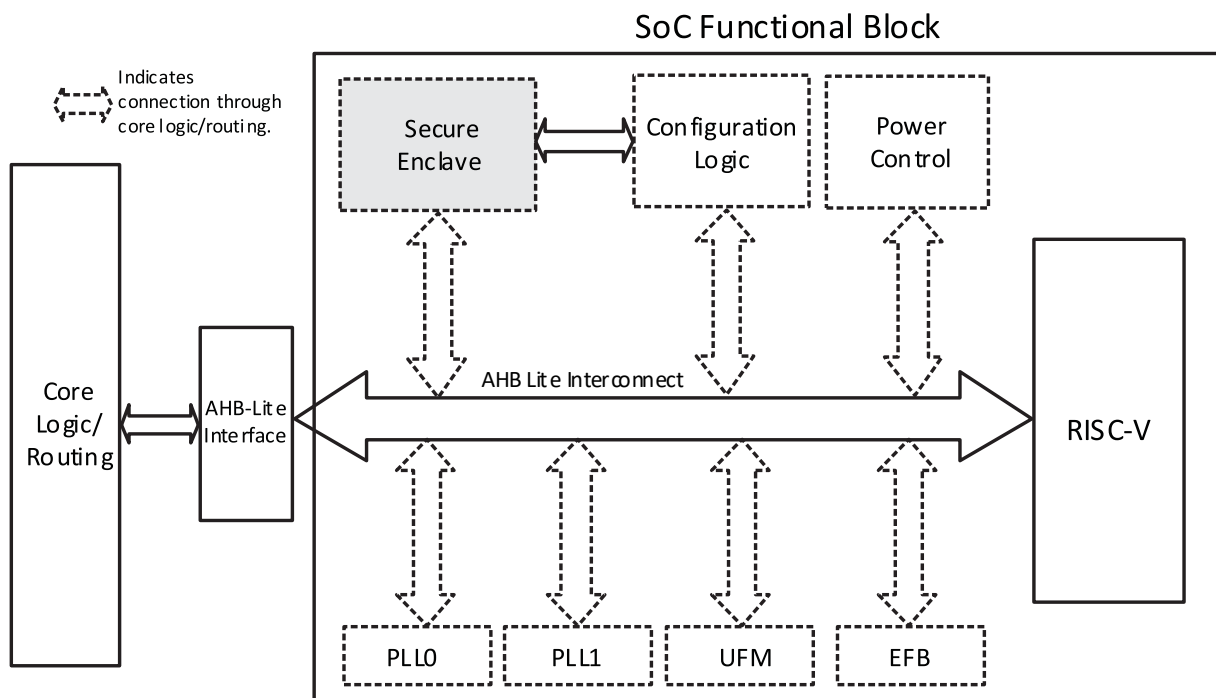 SoC Functional Block
Indicates
connection through
core logic/routing.
Secure
Enclave
Configuration
Logic
Power
Control
Core
Logic/
Routing
AHB-Lite
Interface
AHB Lite Interconnect
RISC-V
PLL0
PLL1
UFM
EFB